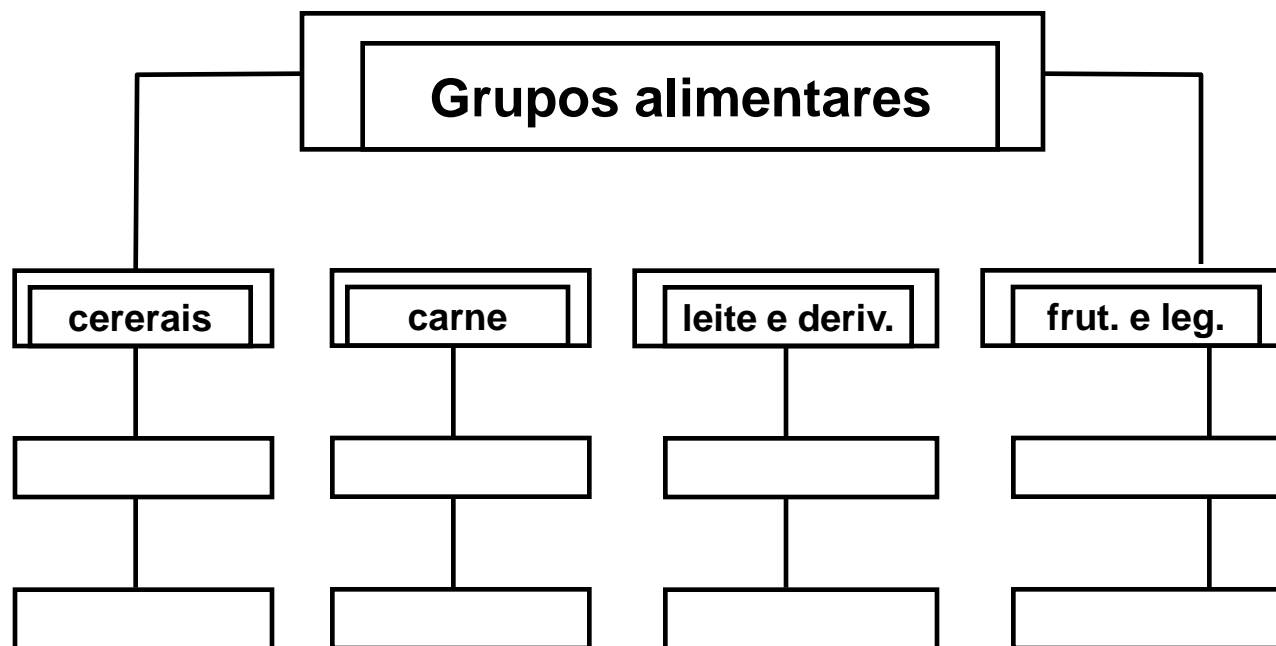 Grupos alimentares
cererais
carne
leite e deriv.
frut. e leg.